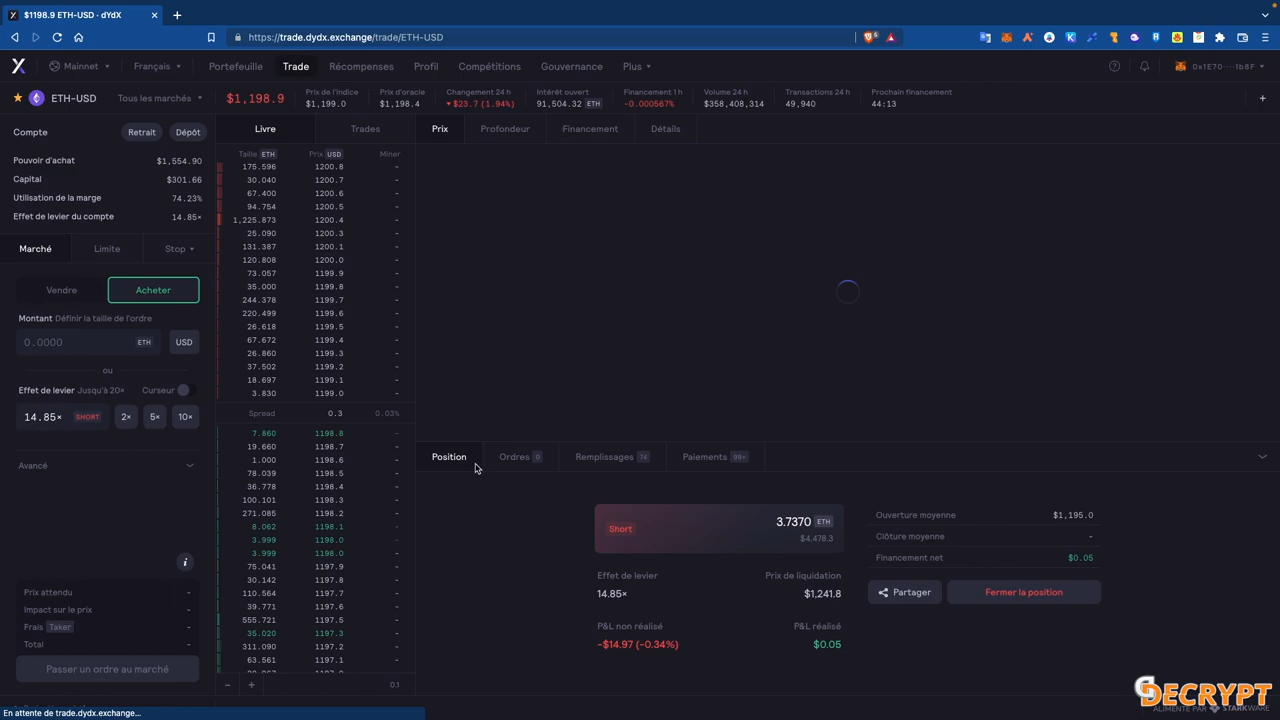 $1198.9 ETH-USD · dYdX
https://trade.dydx.exchange/trade/ETH-USD
Mainnet
Français
Portefeuille
Trade
Récompenses
Profil
Compétitions
Gouvernance
Plus
0x1E70...1b8F
ETH-USD
Tous les marchés
$1,198.9
Prix de l'indice
$1,199.0
Prix d'oracle
$1,198.4
Changement 24 h
$23.7 (1.94%)
Intérêt ouvert
91,504.32 ETH
Financement 1 h
-0.000567%
Volume 24 h
$358,408,314
Transactions 24 h
49,940
Prochain financement
44:13
Compte
Retrait
Dépôt
Pouvoir d'achat $1,554.90
Capital $301.66
Utilisation de la marge 74.23%
Effet de levier du compte 14.85×
Marché
Limite
Stop
Vendre
Acheter
Montant Définir la taille de l'ordre
0.0000 ETH USD
ou
Effet de levier Jusqu'à 20× Curseur
14.85× SHORT 2× 5× 10×
Avancé
Prix attendu -
Impact sur le prix -
Frais Taker -
Total -
Passer un ordre au marché
Livre
Trades
Taille ETH Prix USD Miner
175.596 1200.8 -
30.040 1200.7 -
67.400 1200.6 -
94.754 1200.5 -
1,225.873 1200.4 -
25.090 1200.3 -
131.387 1200.1 -
120.808 1200.0 -
73.057 1199.9 -
35.000 1199.8 -
244.378 1199.7 -
220.499 1199.6 -
26.618 1199.5 -
67.672 1199.4 -
26.860 1199.3 -
37.502 1199.2 -
18.697 1199.1 -
3.830 1199.0 -
Spread 0.3 0.03%
7.860 1198.8 -
19.660 1198.7 -
1.000 1198.6 -
78.039 1198.5 -
36.778 1198.4 -
100.101 1198.3 -
271.085 1198.2 -
8.062 1198.1 -
3.999 1198.0 -
3.999 1198.0 -
75.041 1197.9 -
30.142 1197.8 -
110.564 1197.7 -
39.771 1197.6 -
555.721 1197.5 -
35.020 1197.3 -
311.090 1197.2 -
63.561 1197.1 -
− + 0.1
Prix
Profondeur
Financement
Détails
Position
Ordres 0
Remplissages 74
Paiements 99+
Short
3.7370 ETH
$4,478.3
Effet de levier
14.85×
Prix de liquidation
$1,241.8
P&L non réalisé
-$14.97 (-0.34%)
P&L réalisé
$0.05
Ouverture moyenne $1,195.0
Clôture moyenne -
Financement net $0.05
Partager
Fermer la position
DECRYPT
ALIMENTÉ PAR STARKWARE
En attente de trade.dydx.exchange...